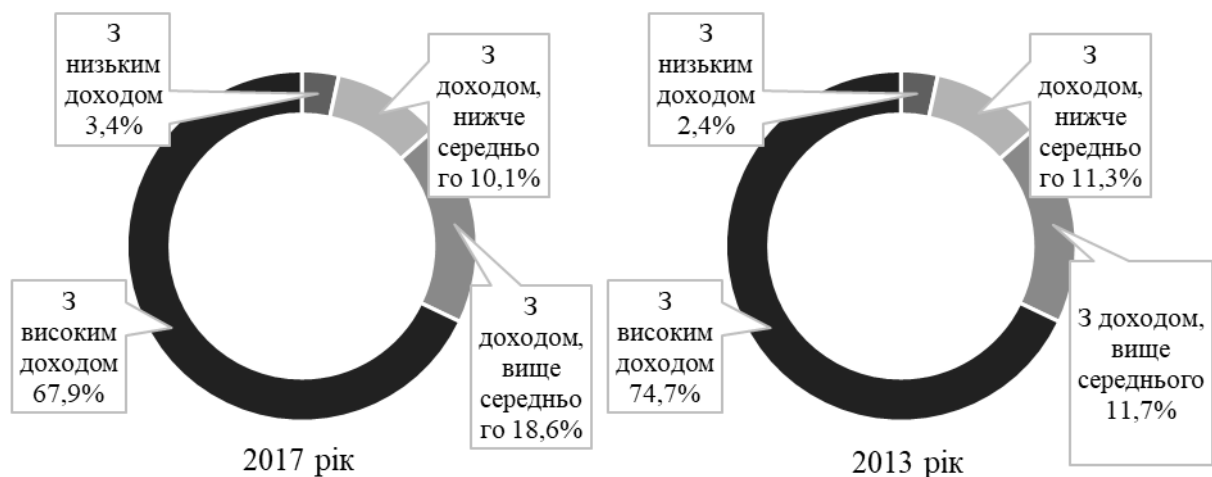 З
низьким
доходом
3,4%
З
доходом,
нижче
середньо
го 10,1%
З
доходом,
вище
середньо
го 18,6%
З
високим
доходом
67,9%
2017 рік
З
низьким
доходом
2,4%
З
доходом,
нижче
середньо
го 11,3%
З доходом,
вище
середнього
11,7%
З
високим
доходом
74,7%
2013 рік